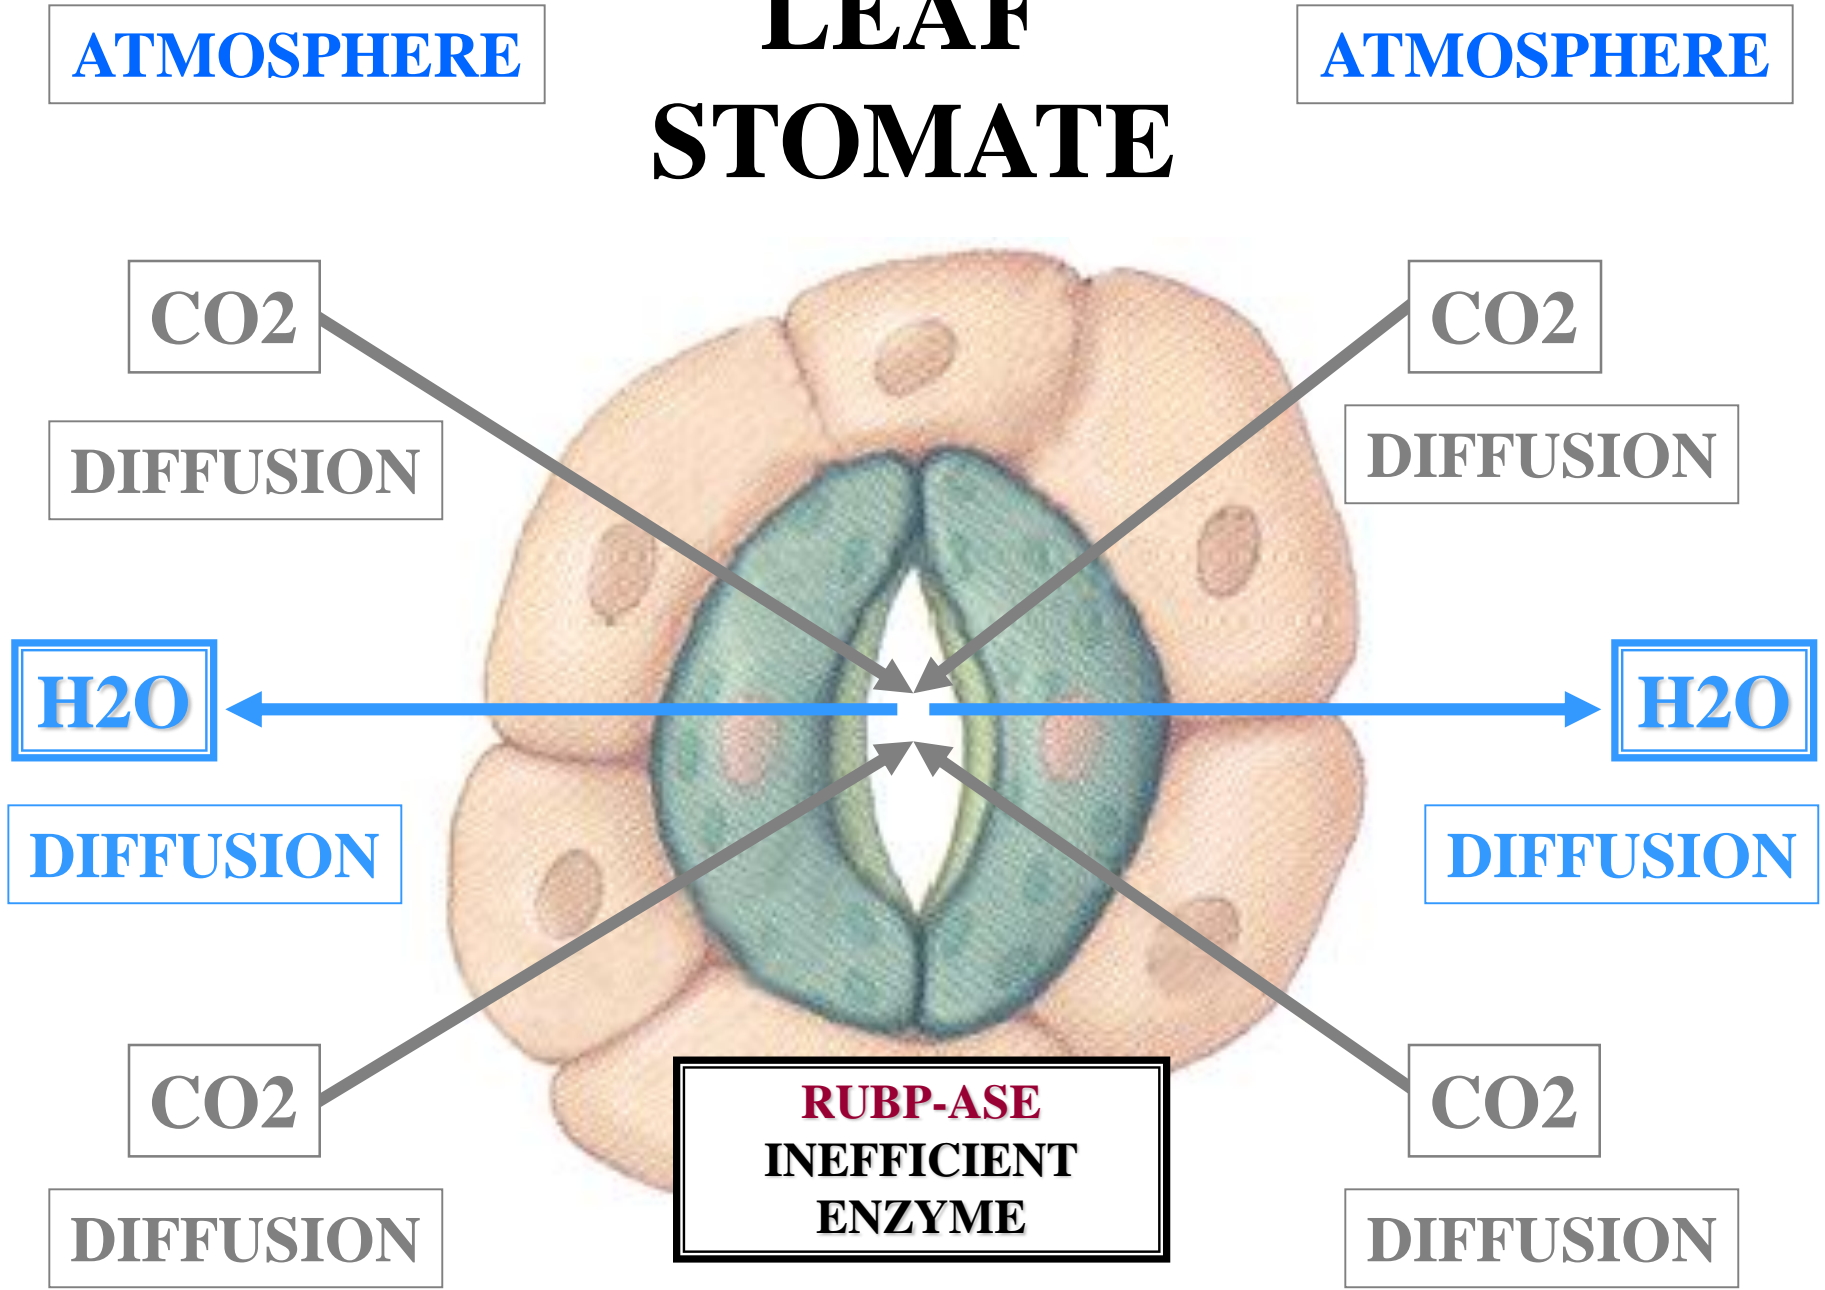 ATMOSPHERE
LEAF
STOMATE
ATMOSPHERE
CO2
CO2
DIFFUSION
DIFFUSION
H2O
H2O
DIFFUSION
DIFFUSION
CO2
CO2
RUBP-ASE
INEFFICIENT
ENZYME
DIFFUSION
DIFFUSION